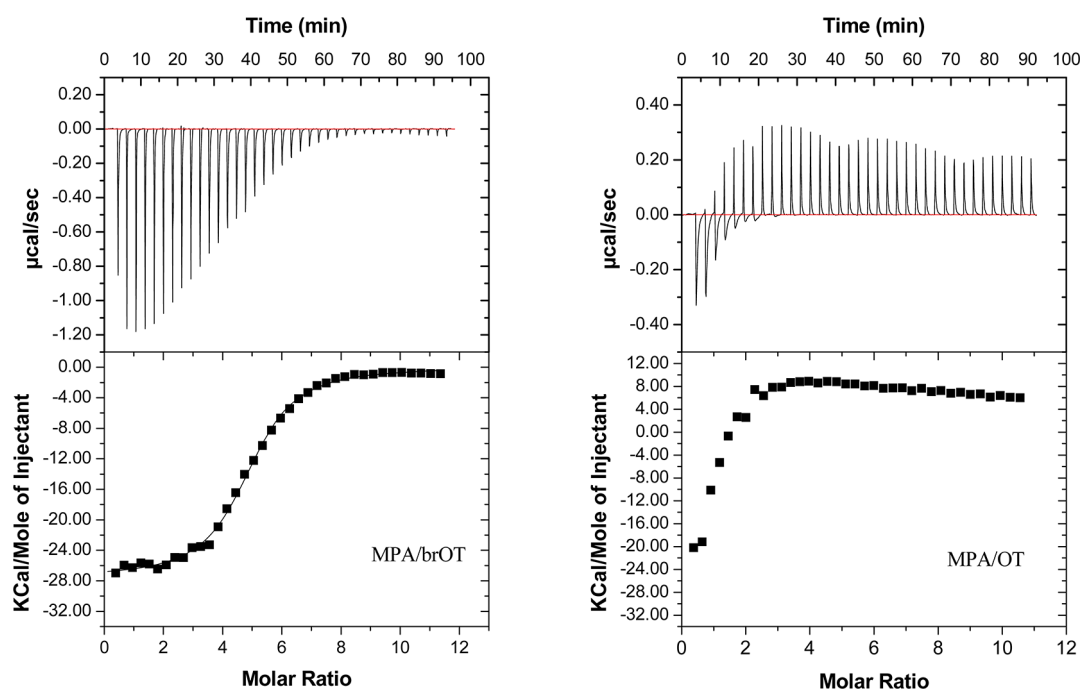 Time (min)
0 10 20 30 40 50 60 70 80 90 100
0.20
0.00
-0.20
-0.40
-0.60
-0.80
-1.00
-1.20
µcal/sec
0.00
-4.00
-8.00
-12.00
-16.00
-20.00
-24.00
-28.00
-32.00
KCal/Mole of Injectant
MPA/brOT
0 2 4 6 8 10 12
Molar Ratio
Time (min)
0 10 20 30 40 50 60 70 80 90 100
0.40
0.20
0.00
-0.20
-0.40
µcal/sec
12.00
8.00
4.00
0.00
-4.00
-8.00
-12.00
-16.00
-20.00
-24.00
-28.00
-32.00
KCal/Mole of Injectant
MPA/OT
0 2 4 6 8 10 12
Molar Ratio